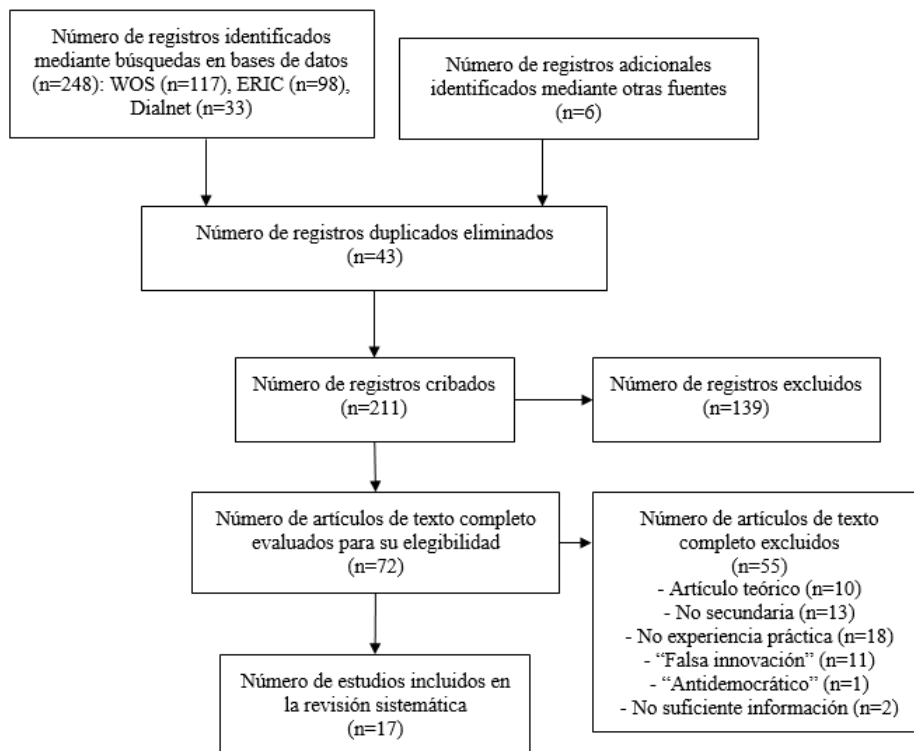 Número de registros identificados
mediante búsquedas en bases de datos
(n=248): WOS (n=117), ERIC (n=98),
Dialnet (n=33)
Número de registros adicionales
identificados mediante otras fuentes
(n=6)
Número de registros duplicados eliminados
(n=43)
Número de registros cribados
(n=211)
Número de registros excluidos
(n=139)
Número de artículos de texto completo
evaluados para su elegibilidad
(n=72)
Número de artículos de texto
completo excluidos
(n=55)
- Artículo teórico (n=10)
- No secundaria (n=13)
- No experiencia práctica (n=18)
- “Falsa innovación” (n=11)
- “Antidemocrático” (n=1)
- No suficiente información (n=2)
Número de estudios incluidos en
la revisión sistemática
(n=17)